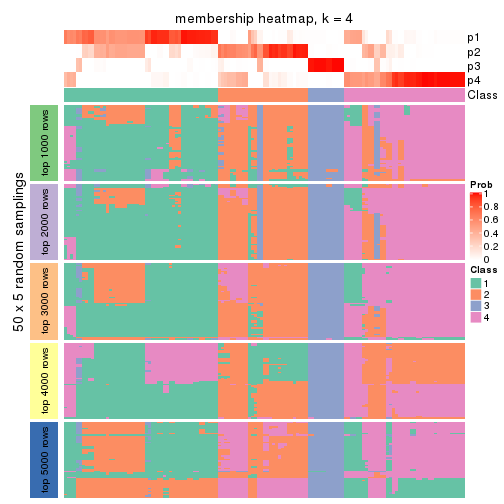 membership heatmap, k = 4
p1
p2
p3
p4
Class
50 x 5 random samplings
top 1000 rows
top 2000 rows
top 3000 rows
top 4000 rows
top 5000 rows
Prob
1
0.8
0.6
0.4
0.2
0
Class
1
2
3
4